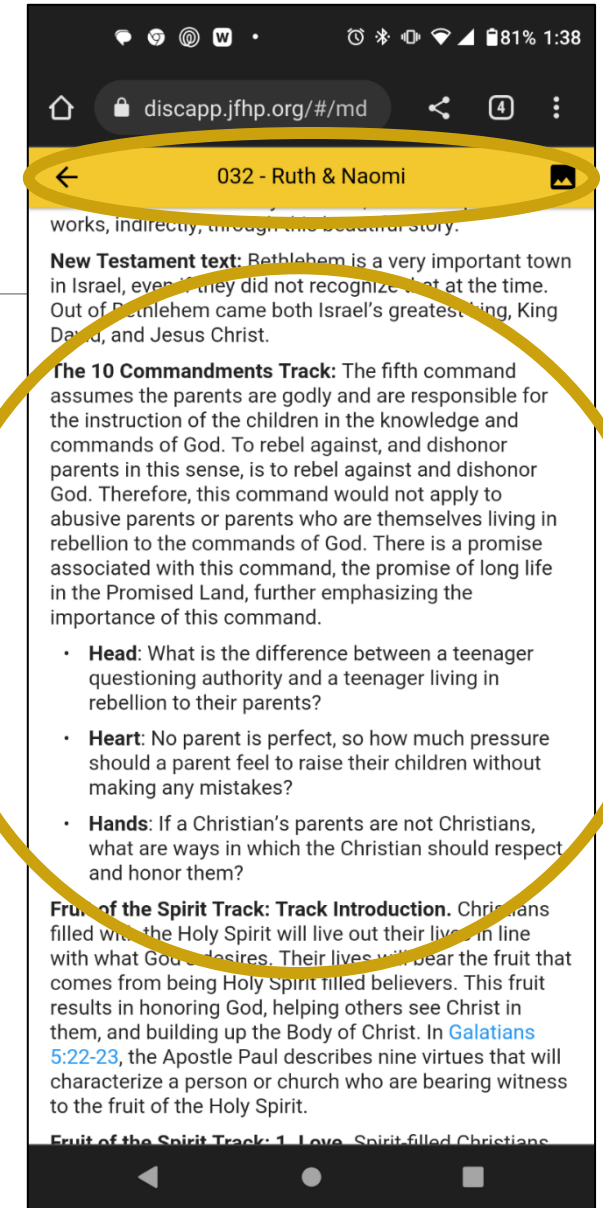 81% 1:38
discapp.jfhp.org/#/md
4
032 - Ruth & Naomi
works, indirectly, through this beautiful story.
New Testament text: Bethlehem is a very important town
in Israel, even if they did not recognize that at the time.
Out of Bethlehem came both Israel’s greatest king, King
David, and Jesus Christ.
The 10 Commandments Track: The fifth command
assumes the parents are godly and are responsible for
the instruction of the children in the knowledge and
commands of God. To rebel against, and dishonor
parents in this sense, is to rebel against and dishonor
God. Therefore, this command would not apply to
abusive parents or parents who are themselves living in
rebellion to the commands of God. There is a promise
associated with this command, the promise of long life
in the Promised Land, further emphasizing the
importance of this command.
• Head: What is the difference between a teenager
questioning authority and a teenager living in
rebellion to their parents?
• Heart: No parent is perfect, so how much pressure
should a parent feel to raise their children without
making any mistakes?
• Hands: If a Christian’s parents are not Christians,
what are ways in which the Christian should respect
and honor them?
Fruit of the Spirit Track: Track Introduction. Christians
filled with the Holy Spirit will live out their lives in line
with what God desires. Their lives will bear the fruit that
comes from being Holy Spirit filled believers. This fruit
results in honoring God, helping others see Christ in
them, and building up the Body of Christ. In Galatians
5:22-23, the Apostle Paul describes nine virtues that will
characterize a person or church who are bearing witness
to the fruit of the Holy Spirit.
Fruit of the Spirit Track: 1. Love. Spirit-filled Christians